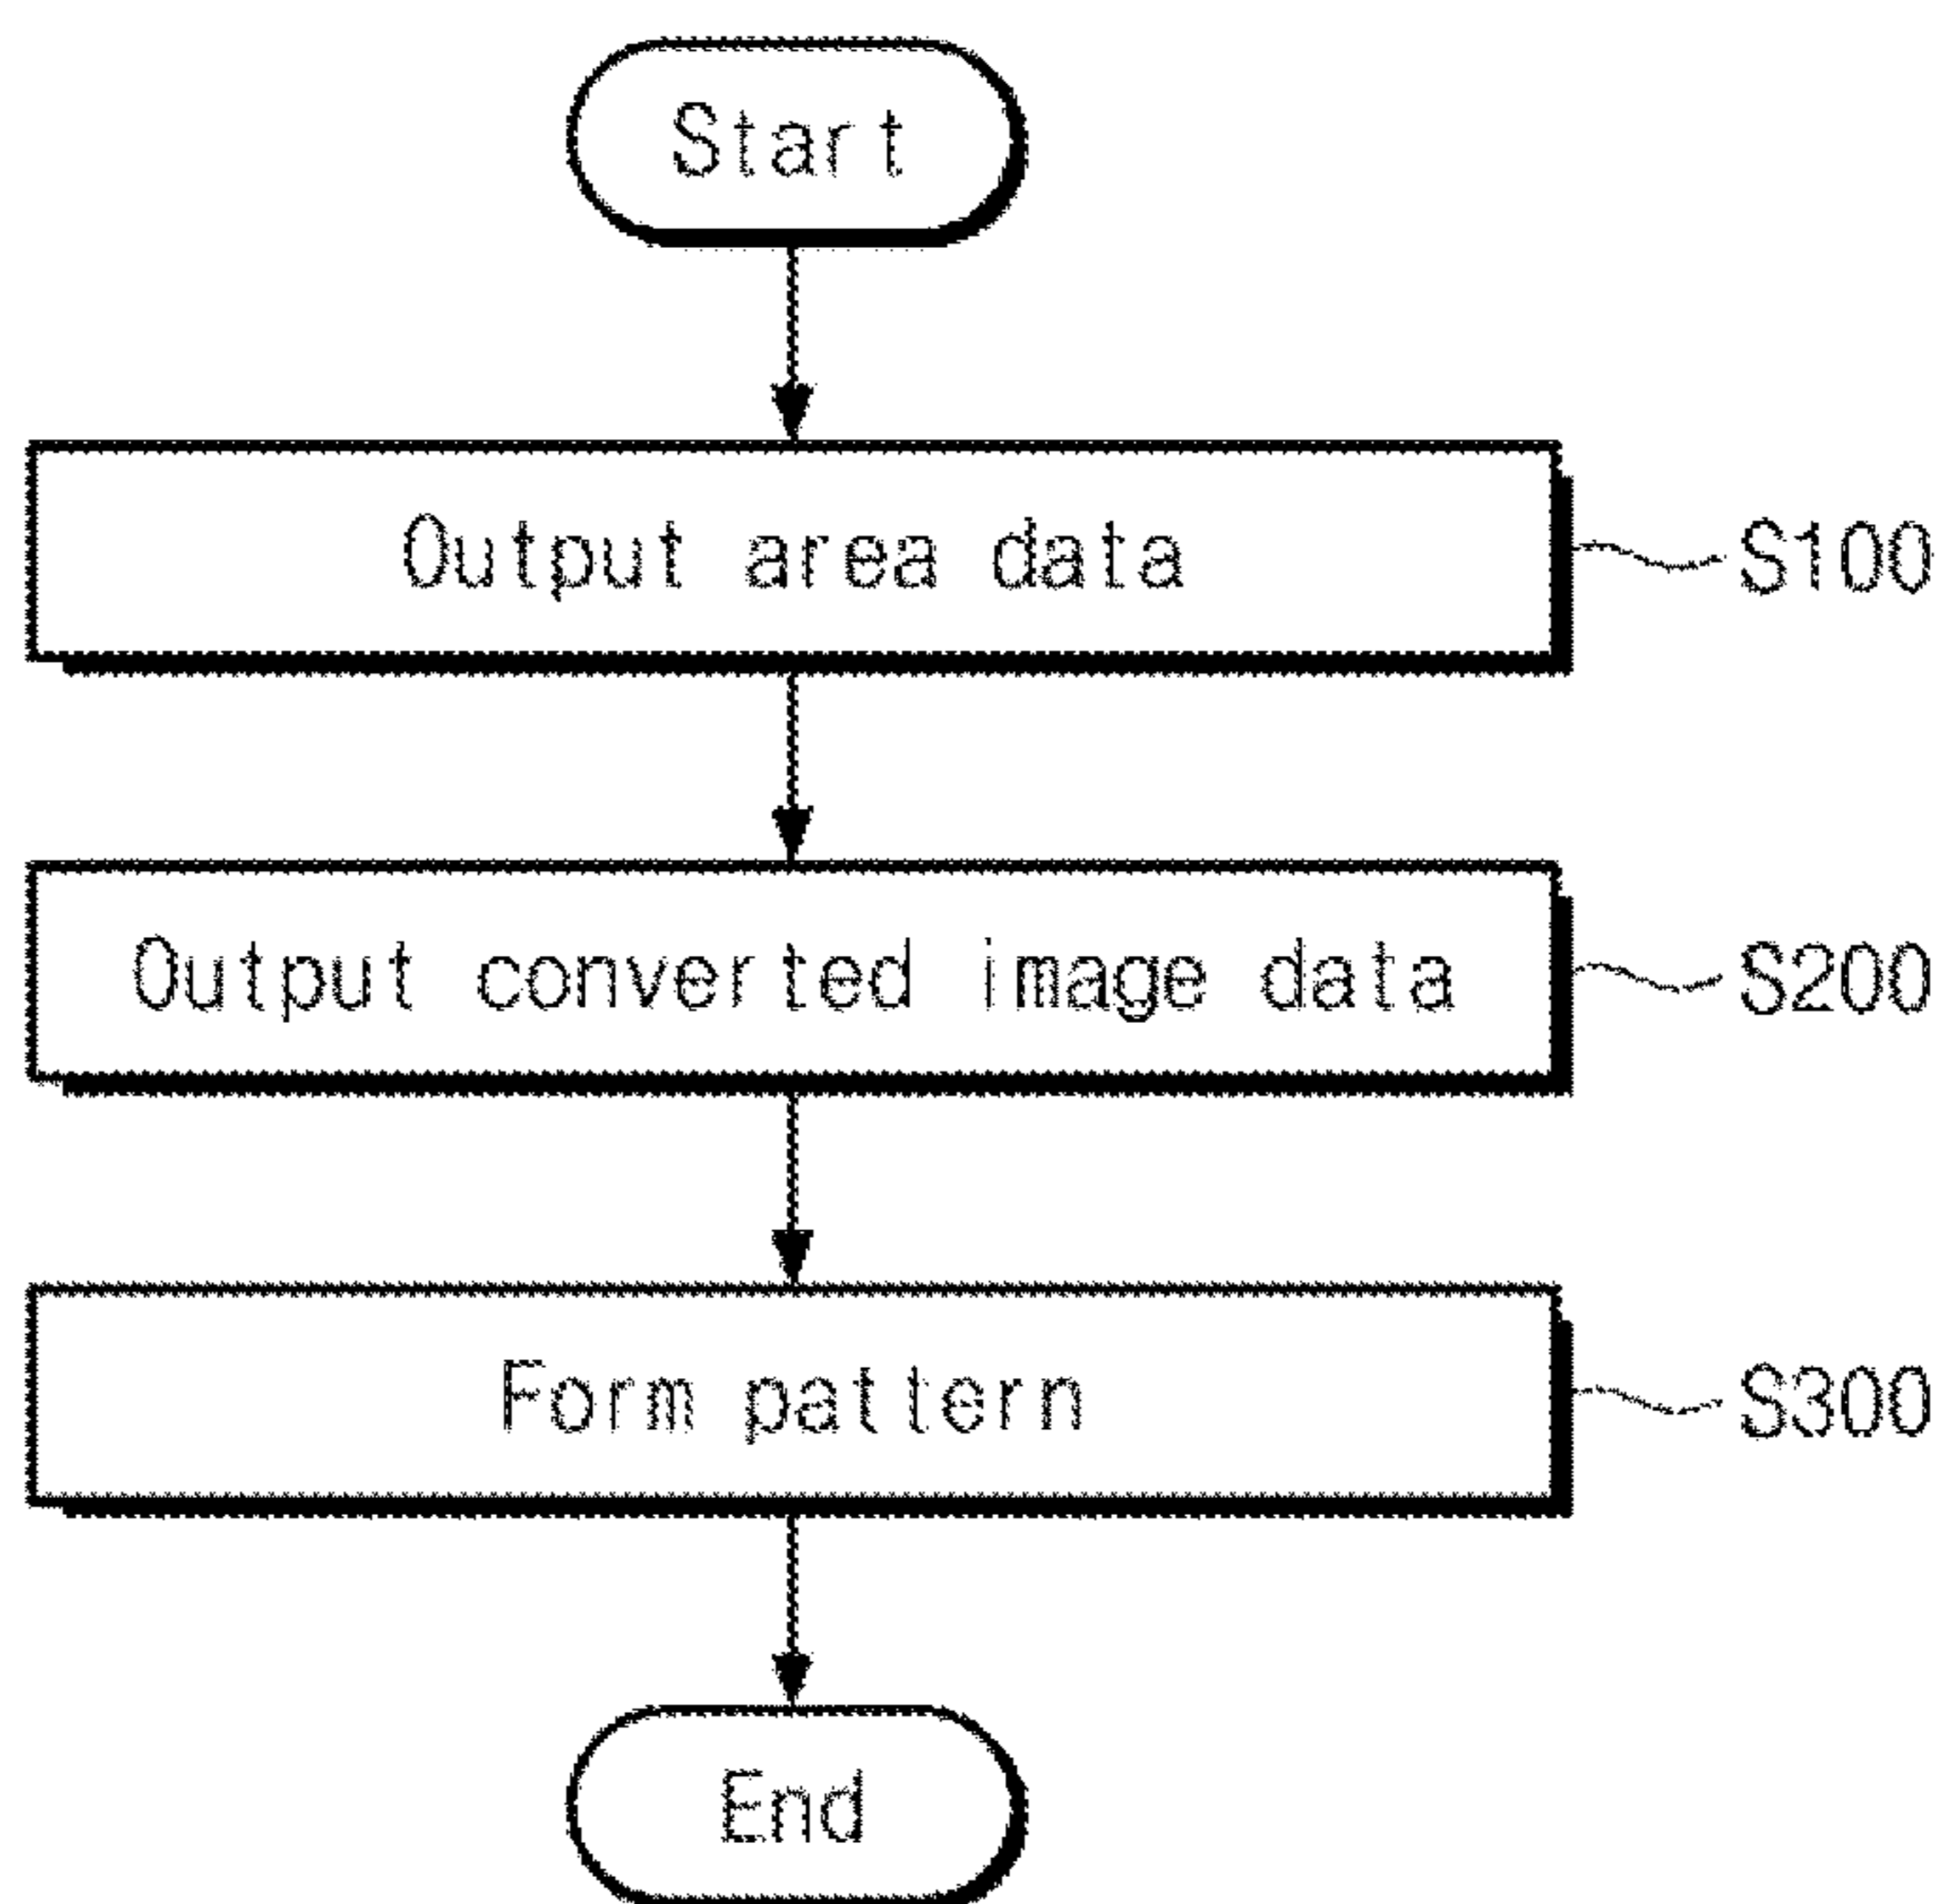 Start
Output area data
S100
Output converted image data
S200
Form pattern
S300
End